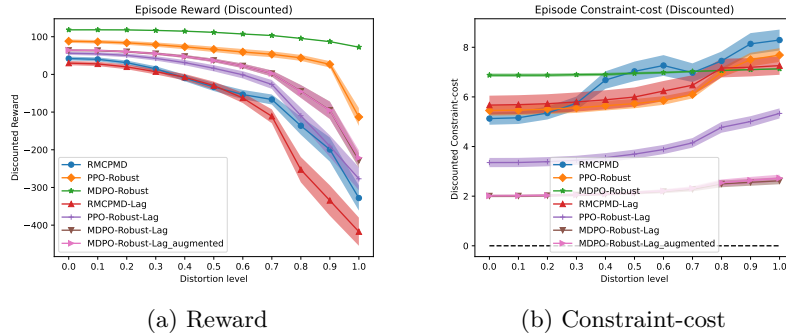 Episode Reward (Discounted)
Discounted Reward
100
0
−100
−200
−300
−400
RMCPMD
PPO-Robust
MDPO-Robust
RMCPMD-Lag
PPO-Robust-Lag
MDPO-Robust-Lag
MDPO-Robust-Lag_augmented
0.0 0.1 0.2 0.3 0.4 0.5 0.6 0.7 0.8 0.9 1.0
Distortion level
(a) Reward
Episode Constraint-cost (Discounted)
Discounted Constraint-cost
8
6
4
2
0
RMCPMD
PPO-Robust
MDPO-Robust
RMCPMD-Lag
PPO-Robust-Lag
MDPO-Robust-Lag
MDPO-Robust-Lag_augmented
0.0 0.1 0.2 0.3 0.4 0.5 0.6 0.7 0.8 0.9 1.0
Distortion level
(b) Constraint-cost